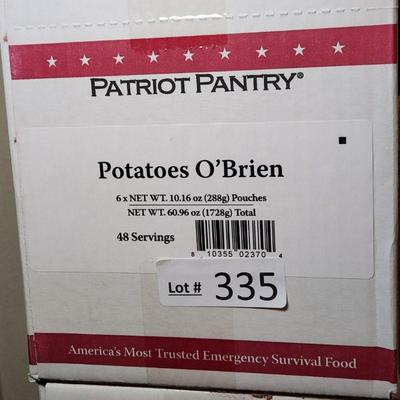 PATRIOT PANTRY®
Potatoes O'Brien
6 x NET WT. 10.16 oz (288g) Pouches
NET WT. 60.96 oz (1728g) Total
48 Servings
8 10355 02370 4
Lot # 335
America's Most Trusted Emergency Survival Food